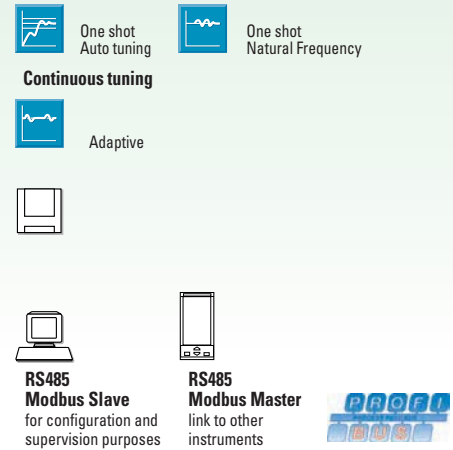 One shot
Auto tuning
One shot
Natural Frequency
Continuous tuning
Adaptive
RS485
Modbus Slave
for configuration and
supervision purposes
RS485
Modbus Master
link to other
instruments
PROFI
BUS